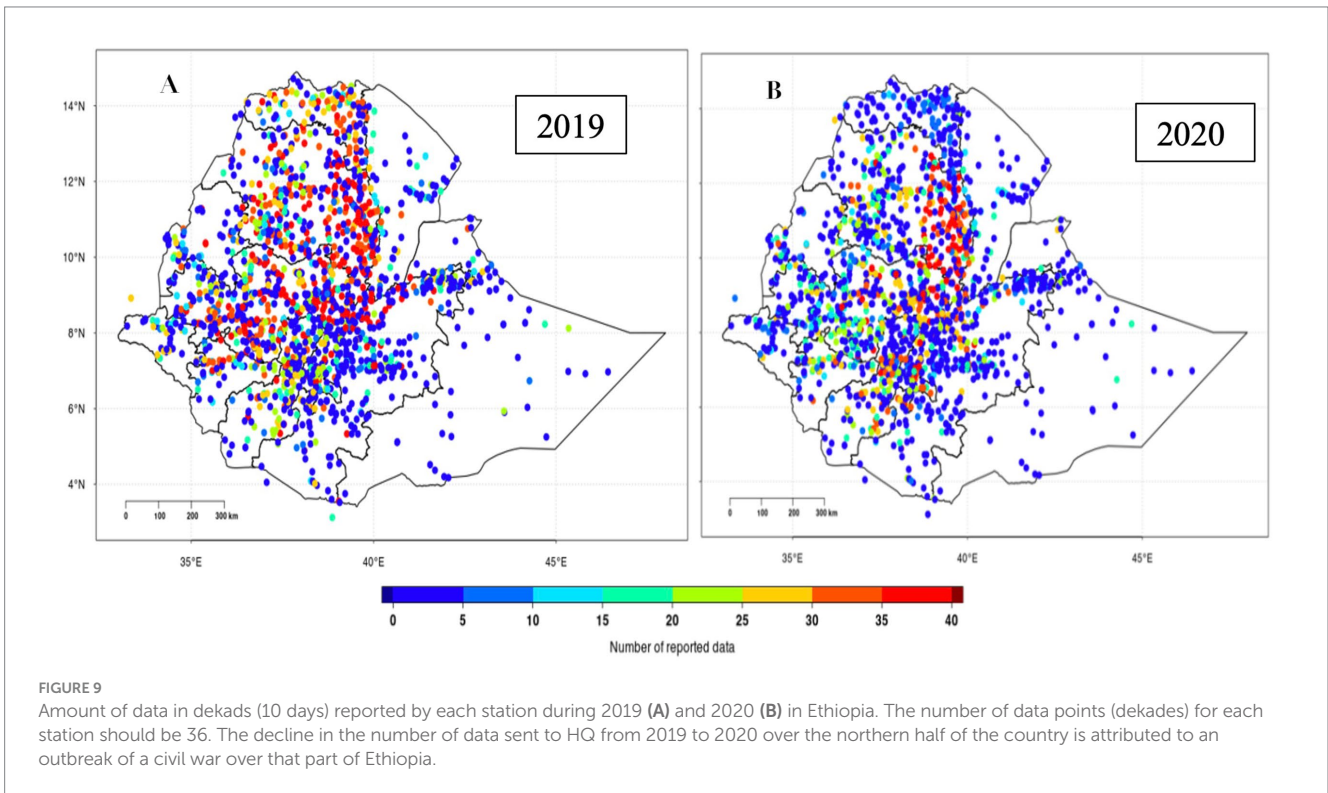 A
2019
B
2020
14°N
12°N
10°N
8°N
6°N
4°N
0 100 200 300 km
0 100 200 300 km
35°E 40°E 45°E
35°E 40°E 45°E
0 5 10 15 20 25 30 35 40
Number of reported data
FIGURE 9
Amount of data in dekads (10 days) reported by each station during 2019 (A) and 2020 (B) in Ethiopia. The number of data points (dekades) for each
station should be 36. The decline in the number of data sent to HQ from 2019 to 2020 over the northern half of the country is attributed to an
outbreak of a civil war over that part of Ethiopia.